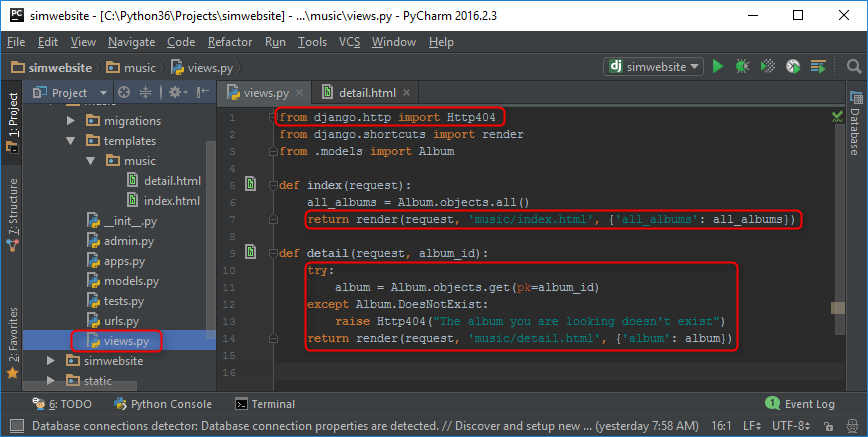 simwebsite - [C:\Python36\Projects\simwebsite] - ...\music\views.py - PyCharm 2016.2.3
File Edit View Navigate Code Refactor Run Tools VCS Window Help
simwebsite music views.py simwebsite
1: Project
7: Structure
2: Favorites
Project
migrations
templates
music
detail.html
index.html
__init__.py
admin.py
apps.py
models.py
tests.py
urls.py
views.py
simwebsite
static
views.py detail.html
1 from django.http import Http404
2 from django.shortcuts import render
3 from .models import Album
4
5 def index(request):
6 all_albums = Album.objects.all()
7 return render(request, 'music/index.html', {'all_albums': all_albums})
8
9 def detail(request, album_id):
10 try:
11 album = Album.objects.get(pk=album_id)
12 except Album.DoesNotExist:
13 raise Http404("The album you are looking doesn't exist")
14 return render(request, 'music/detail.html', {'album': album})
15
16
Database
6: TODO Python Console Terminal 1 Event Log
Database connections detector: Database connection properties are detected. // Discover and setup new ... (yesterday 7:58 AM) 16:1 LF UTF-8